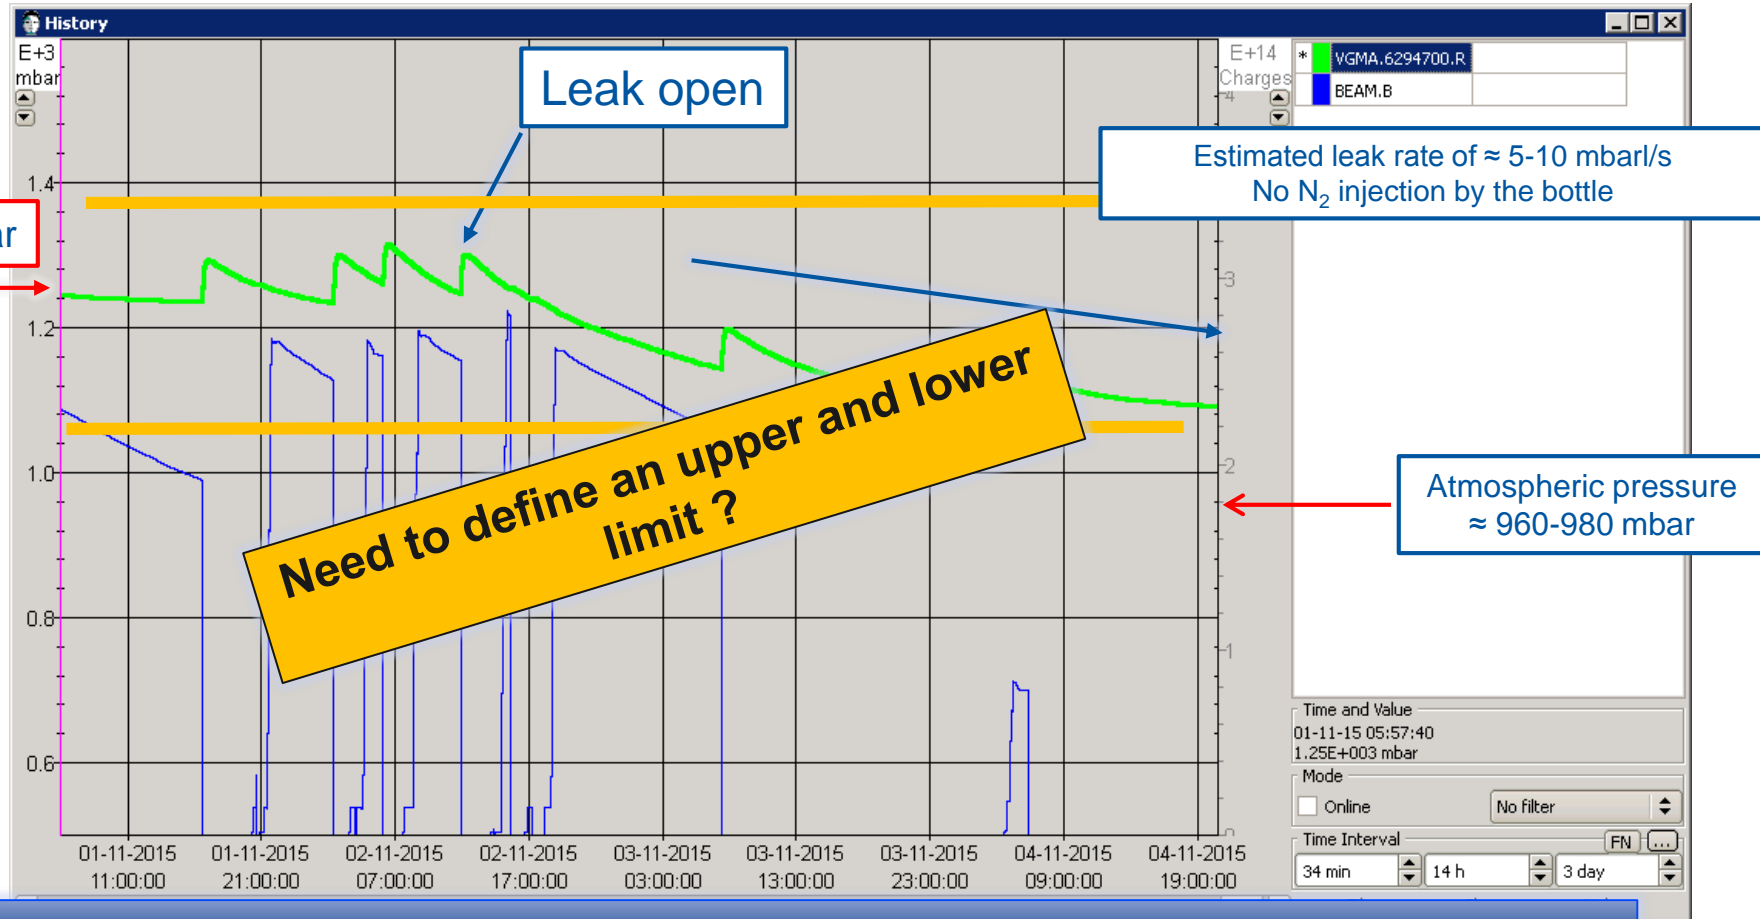 History
E+3
mbar
E+14
Charges
* VGMA.6294700.R
BEAM.B
Leak open
Estimated leak rate of ≈ 5-10 mbarl/s
No N₂ injection by the bottle
1.4
1.2
1.0
0.8
0.6
4
3
2
1
0
Need to define an upper and lower
limit ?
Atmospheric pressure
≈ 960-980 mbar
Time and Value
01-11-15 05:57:40
1.25E+003 mbar
Mode
Online
No filter
Time Interval
FN
...
34 min
14 h
3 day
01-11-2015 01-11-2015 02-11-2015 02-11-2015 03-11-2015 03-11-2015 03-11-2015 04-11-2015 04-11-2015
11:00:00 21:00:00 07:00:00 17:00:00 03:00:00 13:00:00 23:00:00 09:00:00 19:00:00